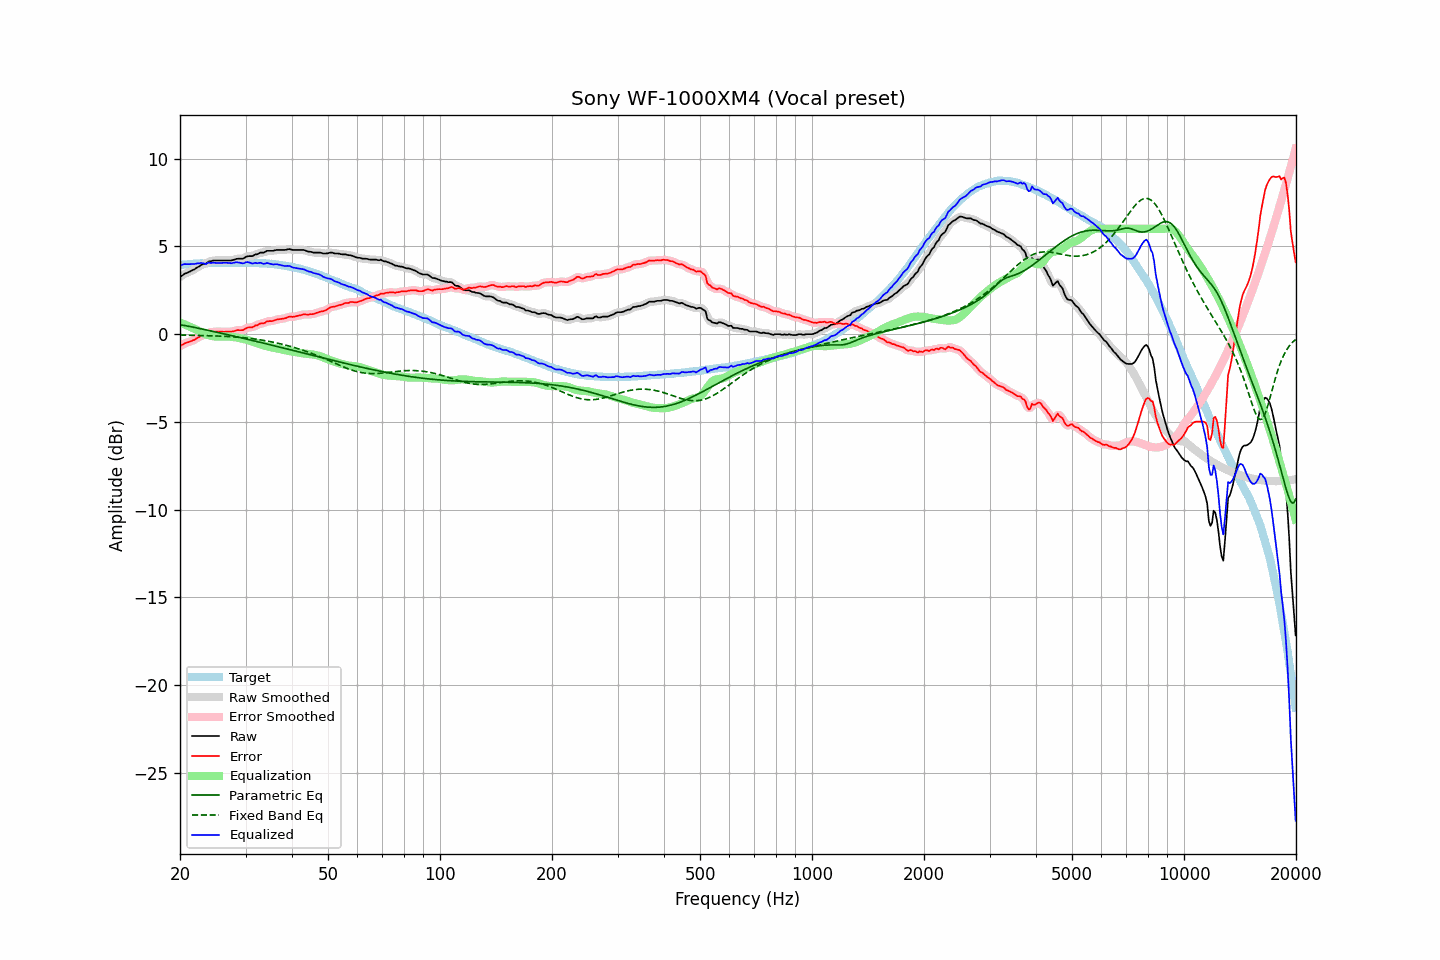 Sony WF-1000XM4 (Vocal preset)
Amplitude (dBr)
10
5
0
−5
−10
−15
−20
−25
Target
Raw Smoothed
Error Smoothed
Raw
Error
Equalization
Parametric Eq
Fixed Band Eq
Equalized
20 50 100 200 500 1000 2000 5000 10000 20000
Frequency (Hz)